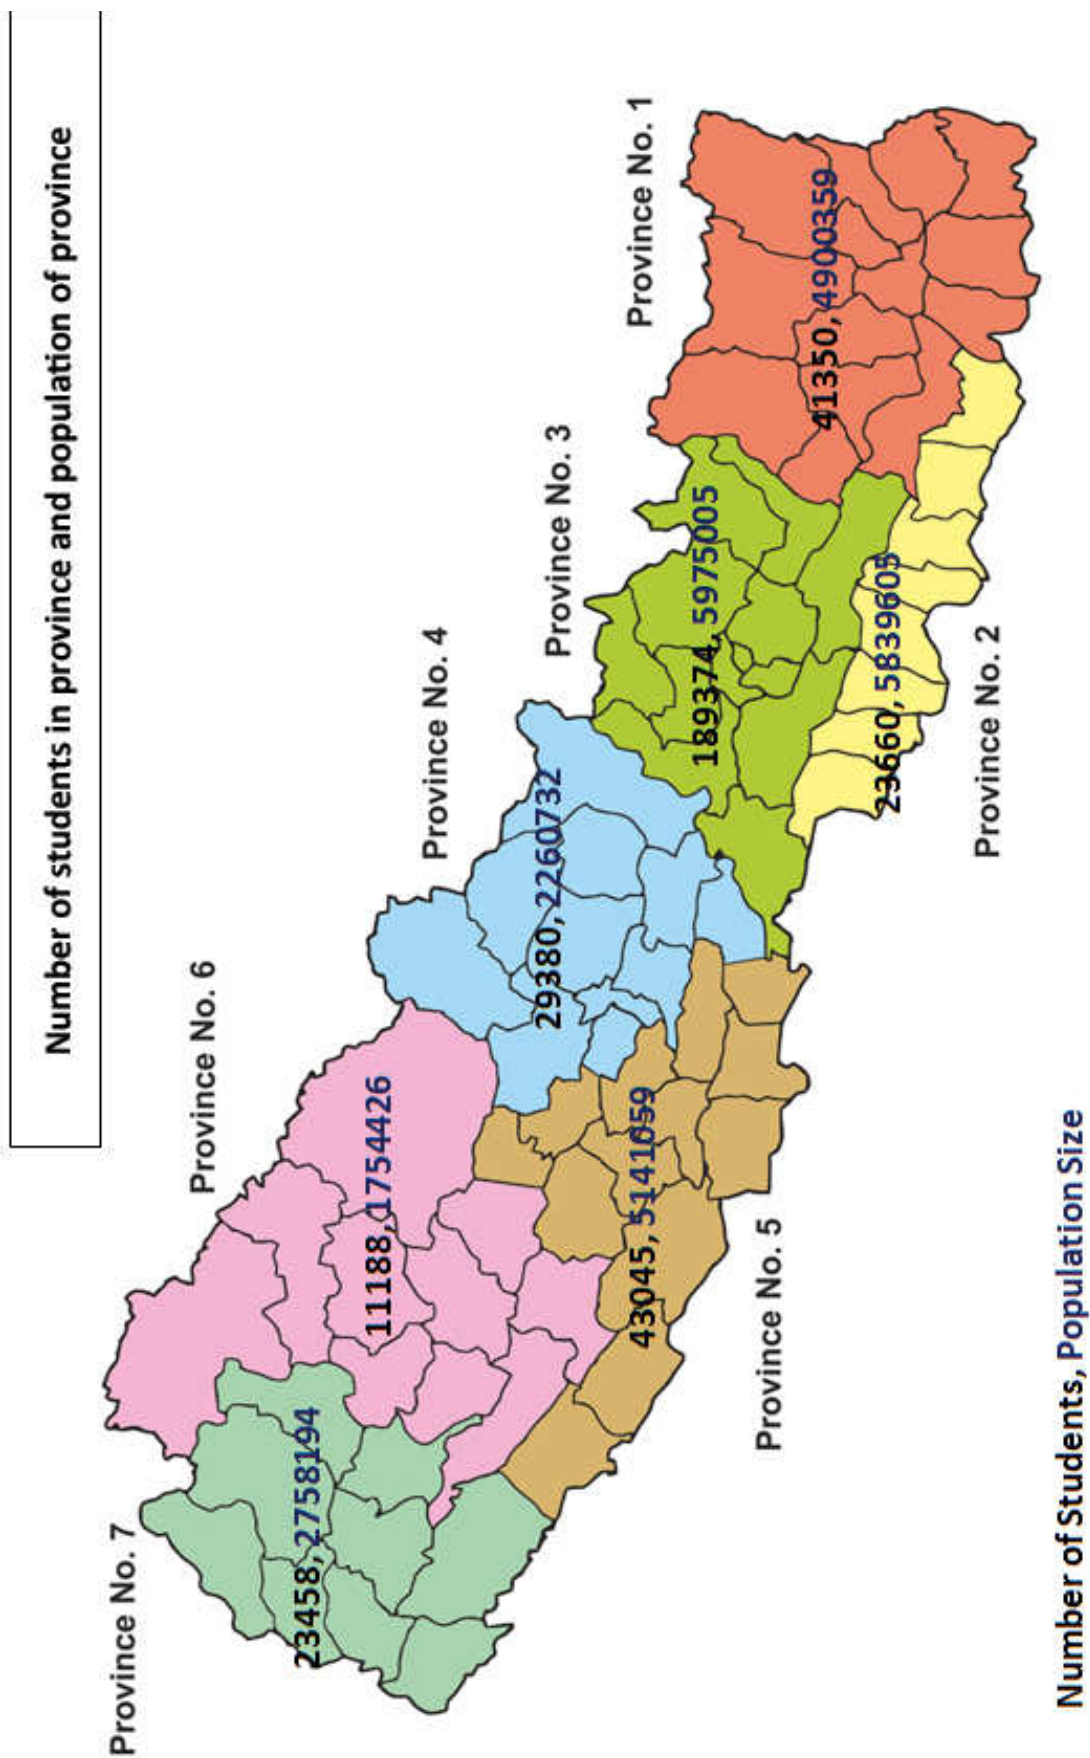 Number of students in province and population of province
Province No. 7
23458, 2758194
Province No. 6
11188, 1754426
Province No. 4
29380, 2260732
Province No. 3
189374, 5975005
Province No. 1
41350, 4900359
Province No. 5
43045, 5141059
Province No. 2
23660, 5839605
Number of Students, Population Size